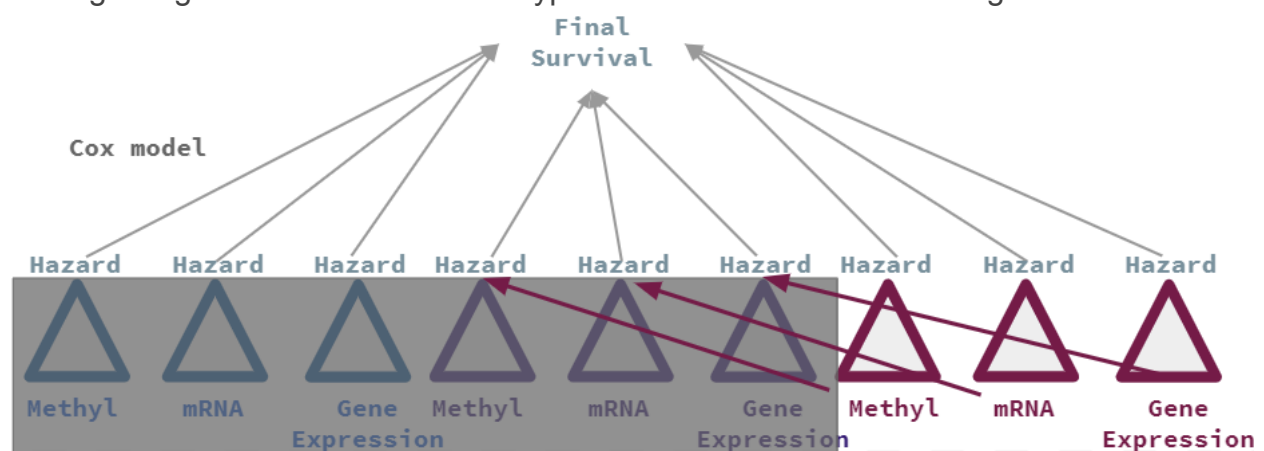 Final
Survival
Cox model
Hazard Hazard Hazard Hazard Hazard Hazard Hazard Hazard Hazard
Methyl mRNA Gene Methyl mRNA Gene Methyl mRNA Gene
Expression Expression Expression